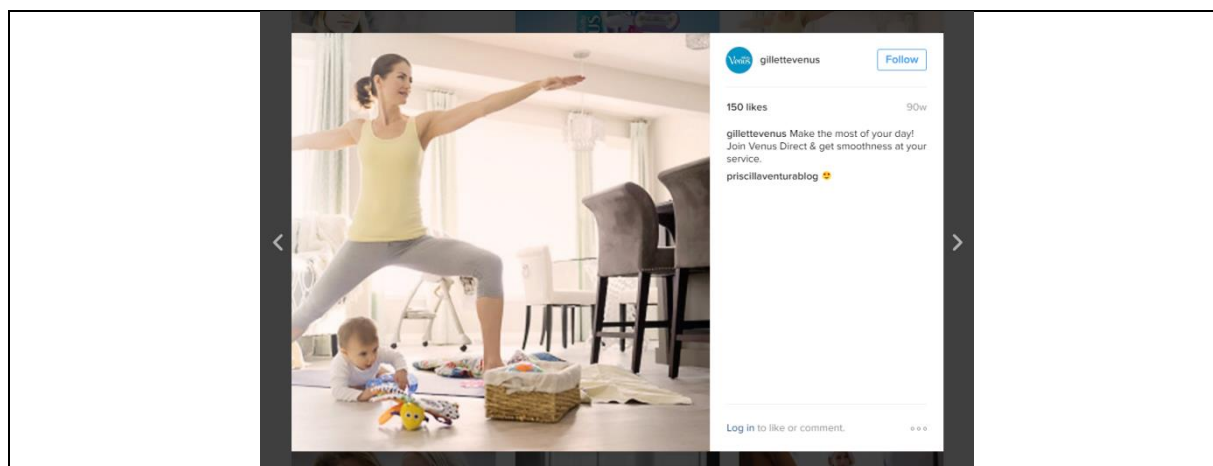 Venus
gillettevenus
Follow
150 likes
90w
gillettevenus Make the most of your day!
Join Venus Direct & get smoothness at your
service.
priscillaventurablog 😍
Log in to like or comment.